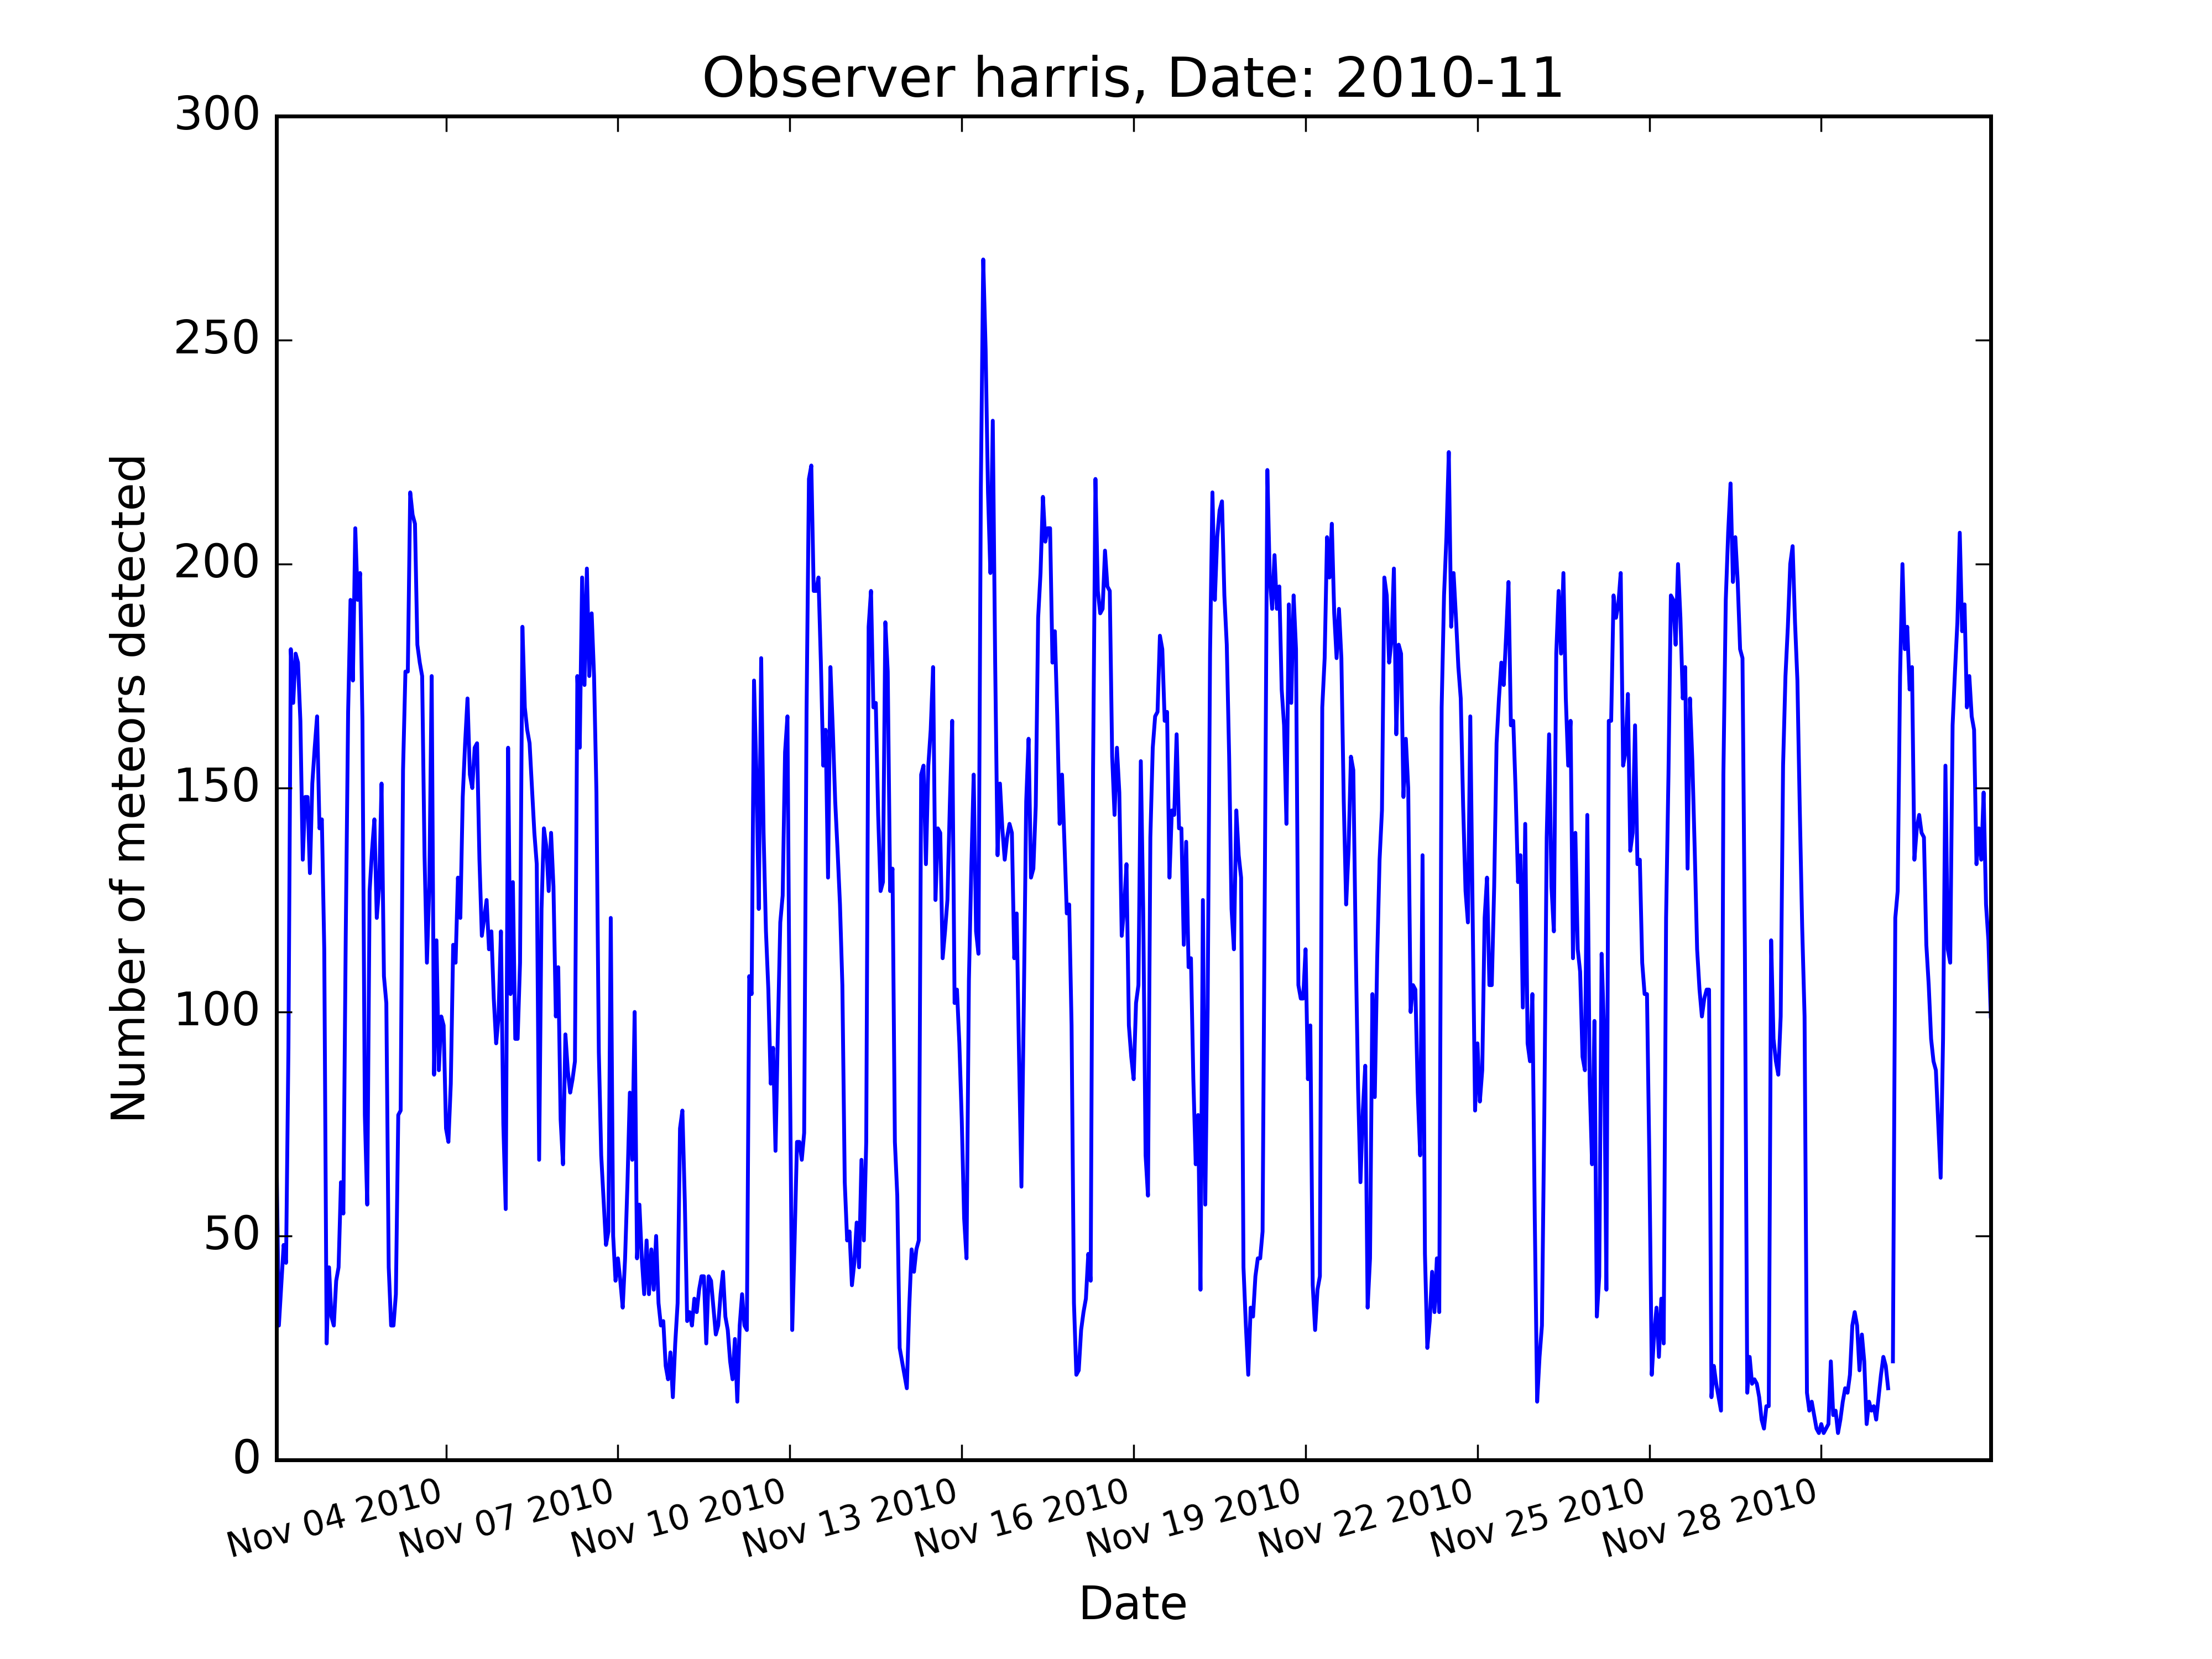 Observer harris, Date: 2010-11
300
250
200
150
100
50
0
Number of meteors detected
Nov 04 2010
Nov 07 2010
Nov 10 2010
Nov 13 2010
Nov 16 2010
Nov 19 2010
Nov 22 2010
Nov 25 2010
Nov 28 2010
Date